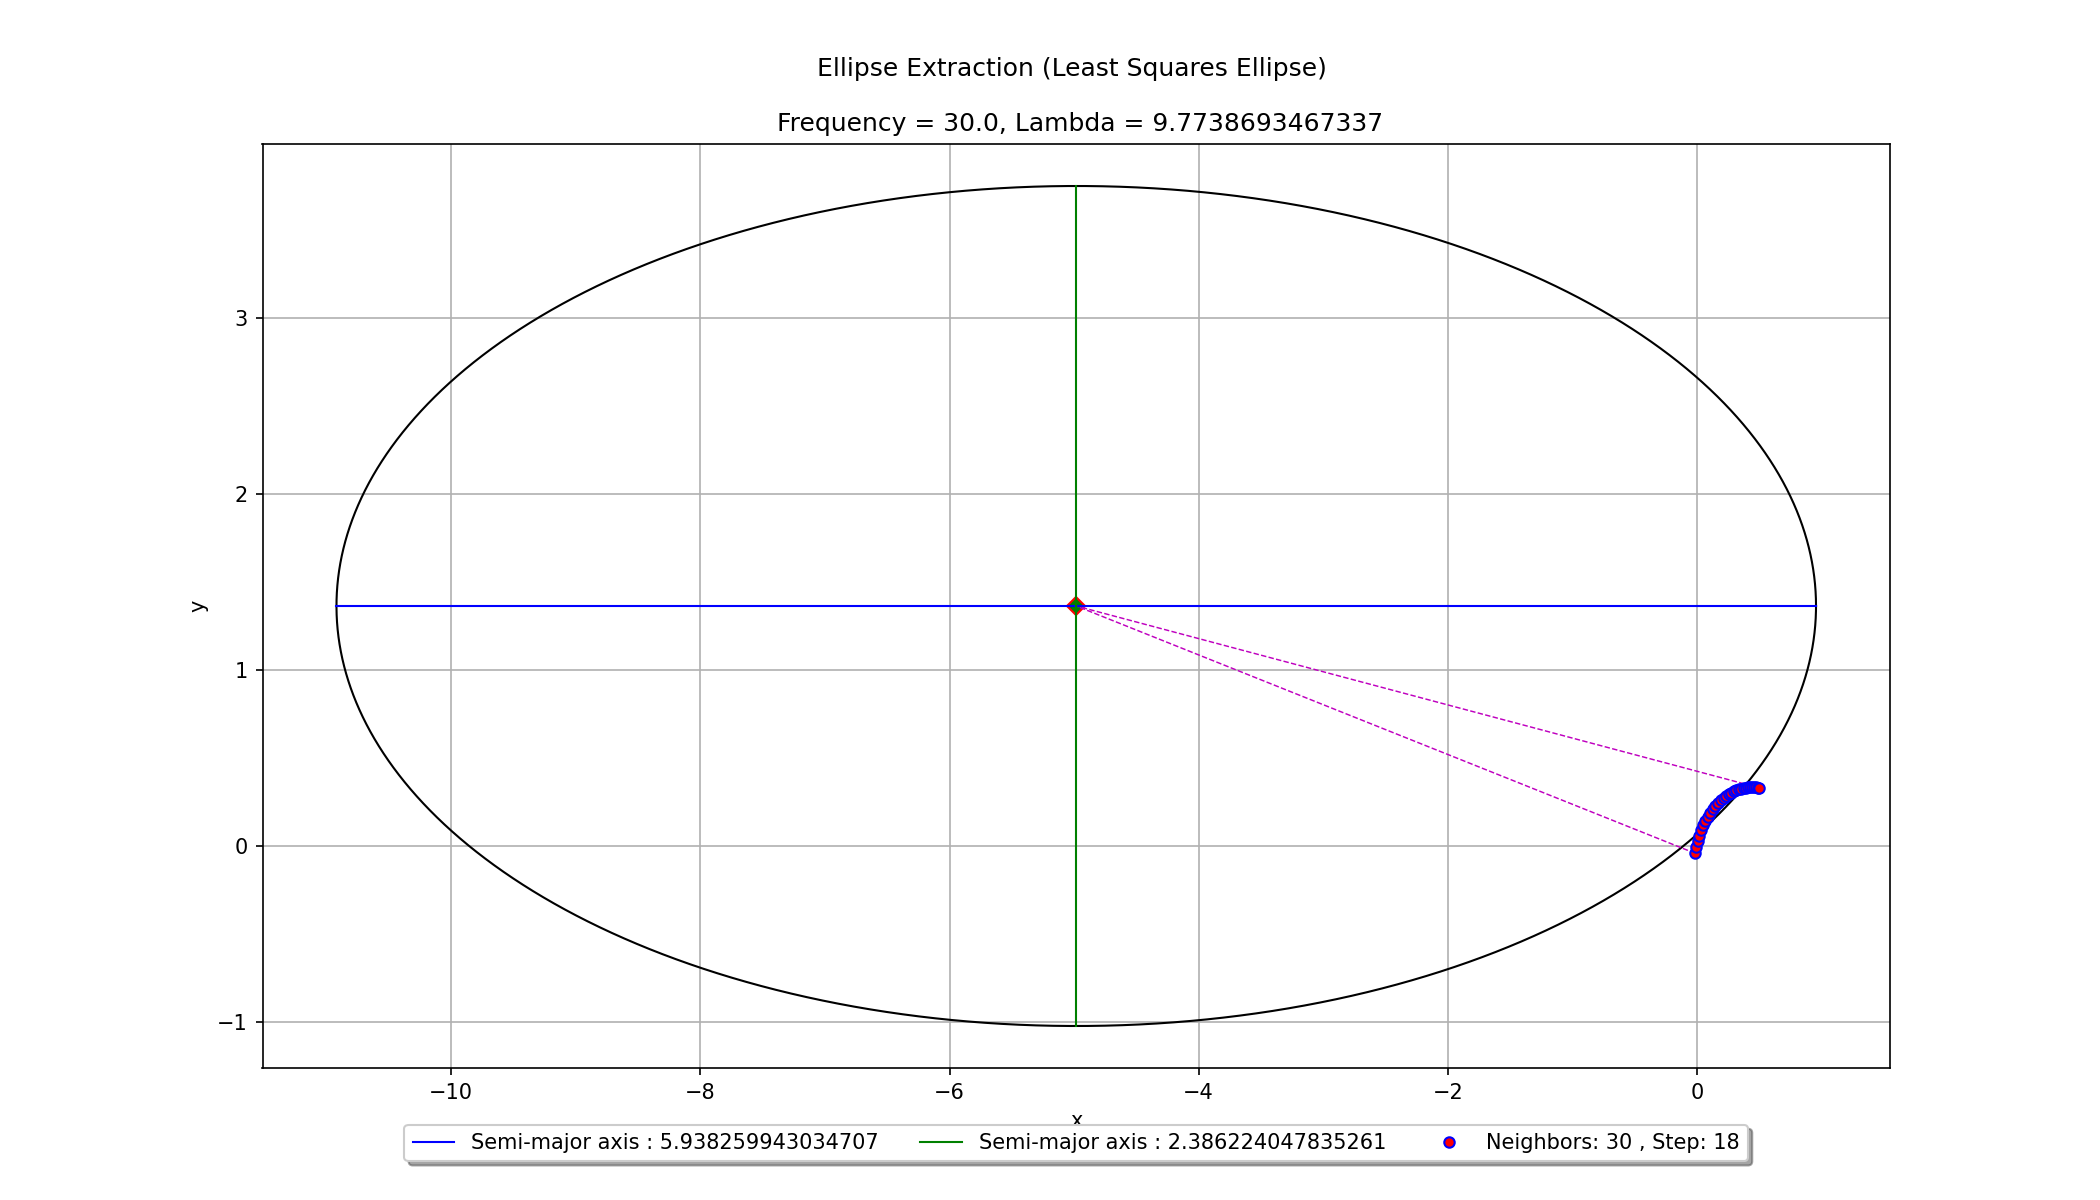 Ellipse Extraction (Least Squares Ellipse)
Frequency = 30.0, Lambda = 9.7738693467337
3
2
1
0
−1
y
−10 −8 −6 −4 −2 0
x
Semi-major axis : 5.938259943034707 Semi-major axis : 2.386224047835261 Neighbors: 30 , Step: 18